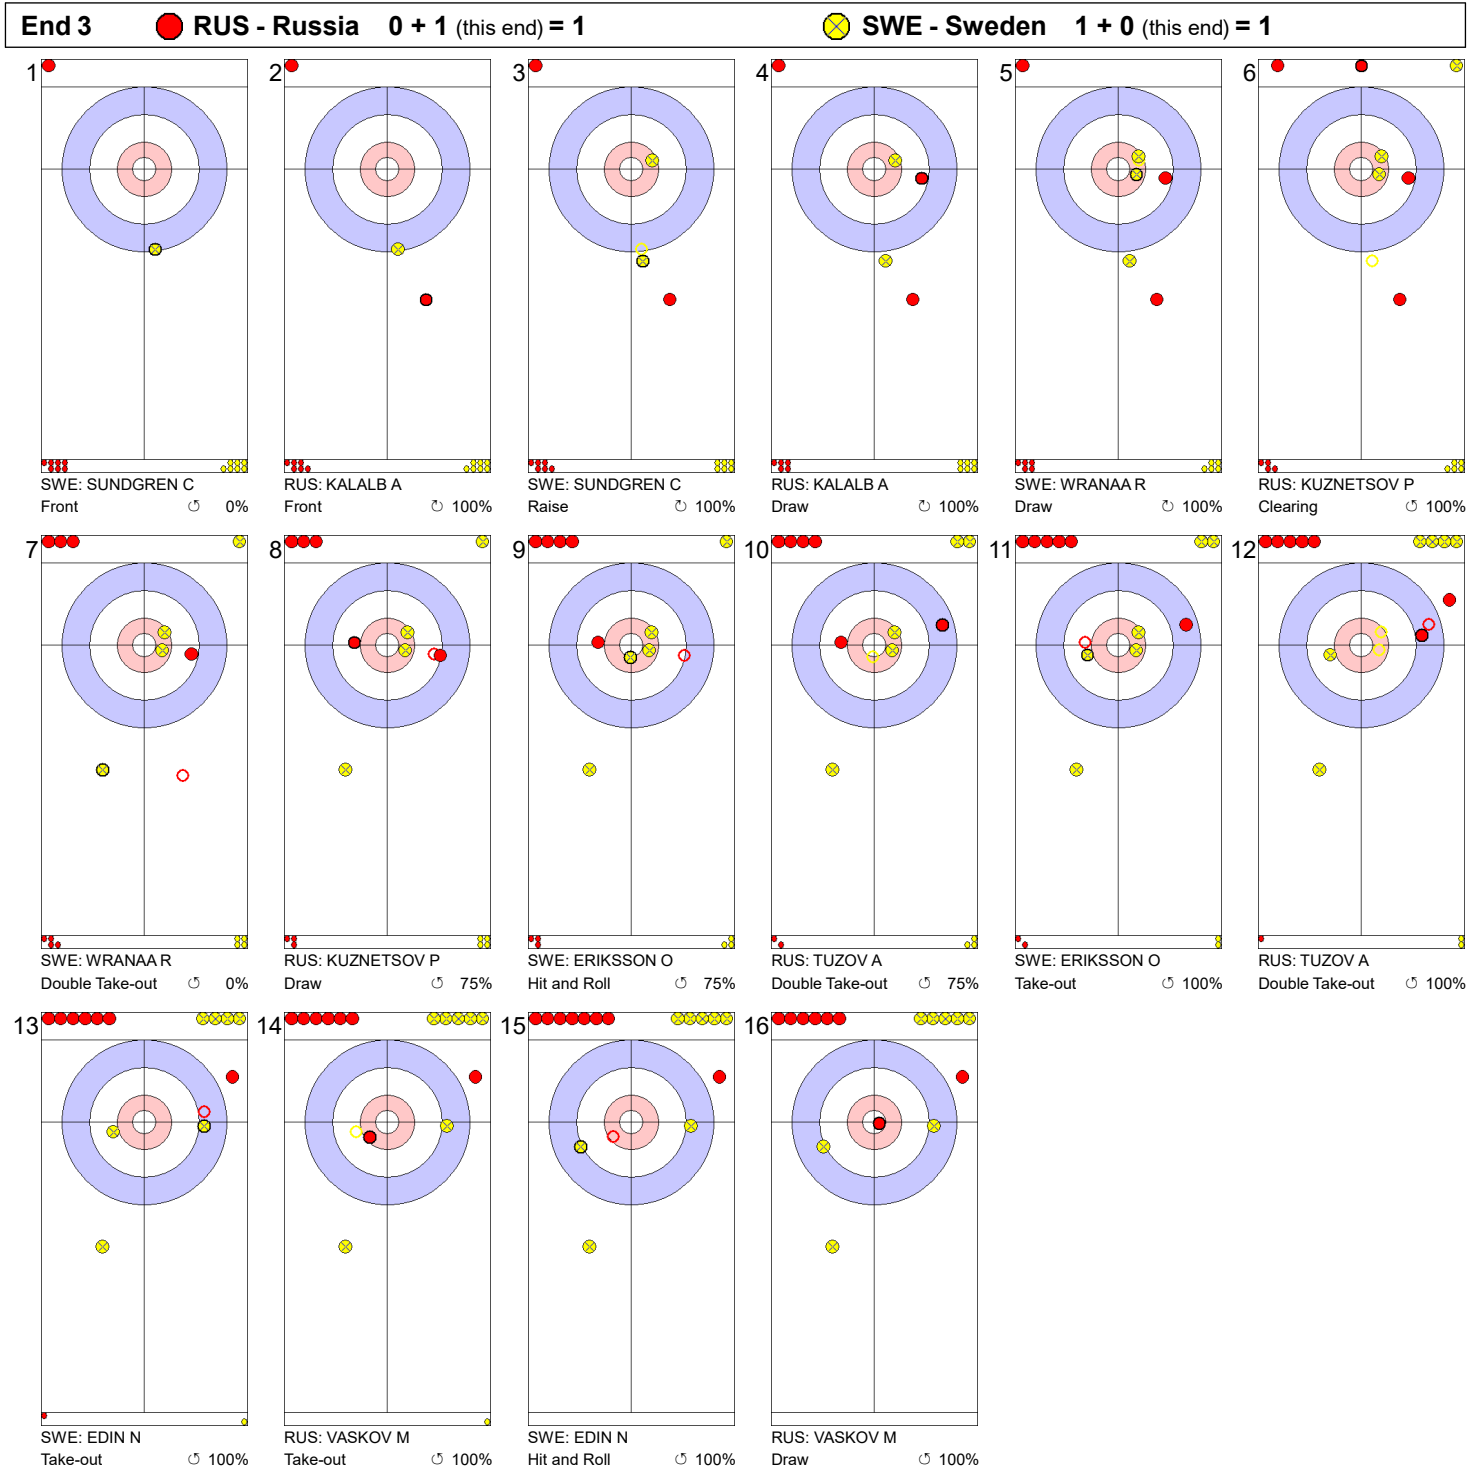 End 3 RUS - Russia 0 + 1 (this end) = 1 SWE - Sweden 1 + 0 (this end) = 1
1 2 3 4 5 6
SWE: SUNDGREN C RUS: KALALB A SWE: SUNDGREN C RUS: KALALB A SWE: WRANAA R RUS: KUZNETSOV P
Front ↺ 0% Front ↻ 100% Raise ↻ 100% Draw ↻ 100% Draw ↻ 100% Clearing ↻ 100%
7 8 9 10 11 12
SWE: WRANAA R RUS: KUZNETSOV P SWE: ERIKSSON O RUS: TUZOV A SWE: ERIKSSON O RUS: TUZOV A
Double Take-out ↺ 0% Draw ↺ 75% Hit and Roll ↺ 75% Double Take-out ↺ 75% Take-out ↺ 100% Double Take-out ↺ 100%
13 14 15 16
SWE: EDIN N RUS: VASKOV M SWE: EDIN N RUS: VASKOV M
Take-out ↺ 100% Take-out ↺ 100% Hit and Roll ↺ 100% Draw ↺ 100%